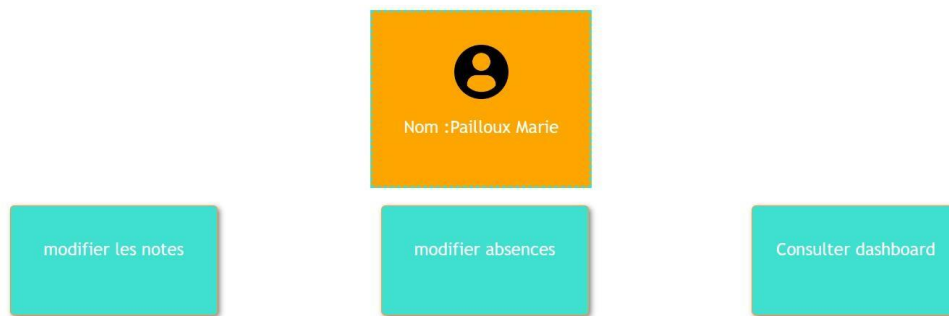 Nom :Pailloux Marie
modifier les notes
modifier absences
Consulter dashboard